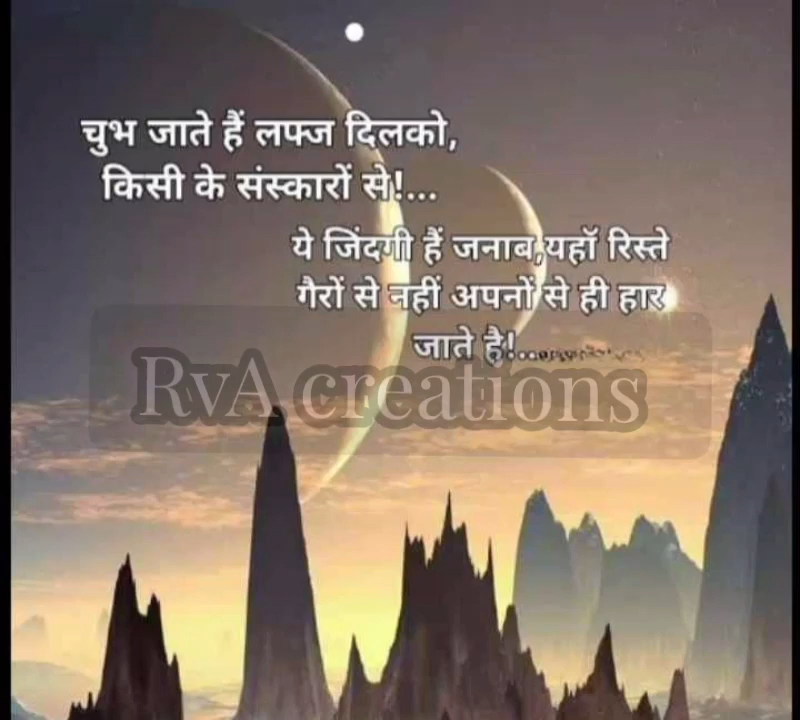 चुभ जाते हैं लफ्ज दिलको,
किसी के संस्कारों से!...
ये जिंदगी हैं जनाब,यहॉ रिस्ते
गैरों से नहीं अपनों से ही हार
जाते है!....
RvA creations